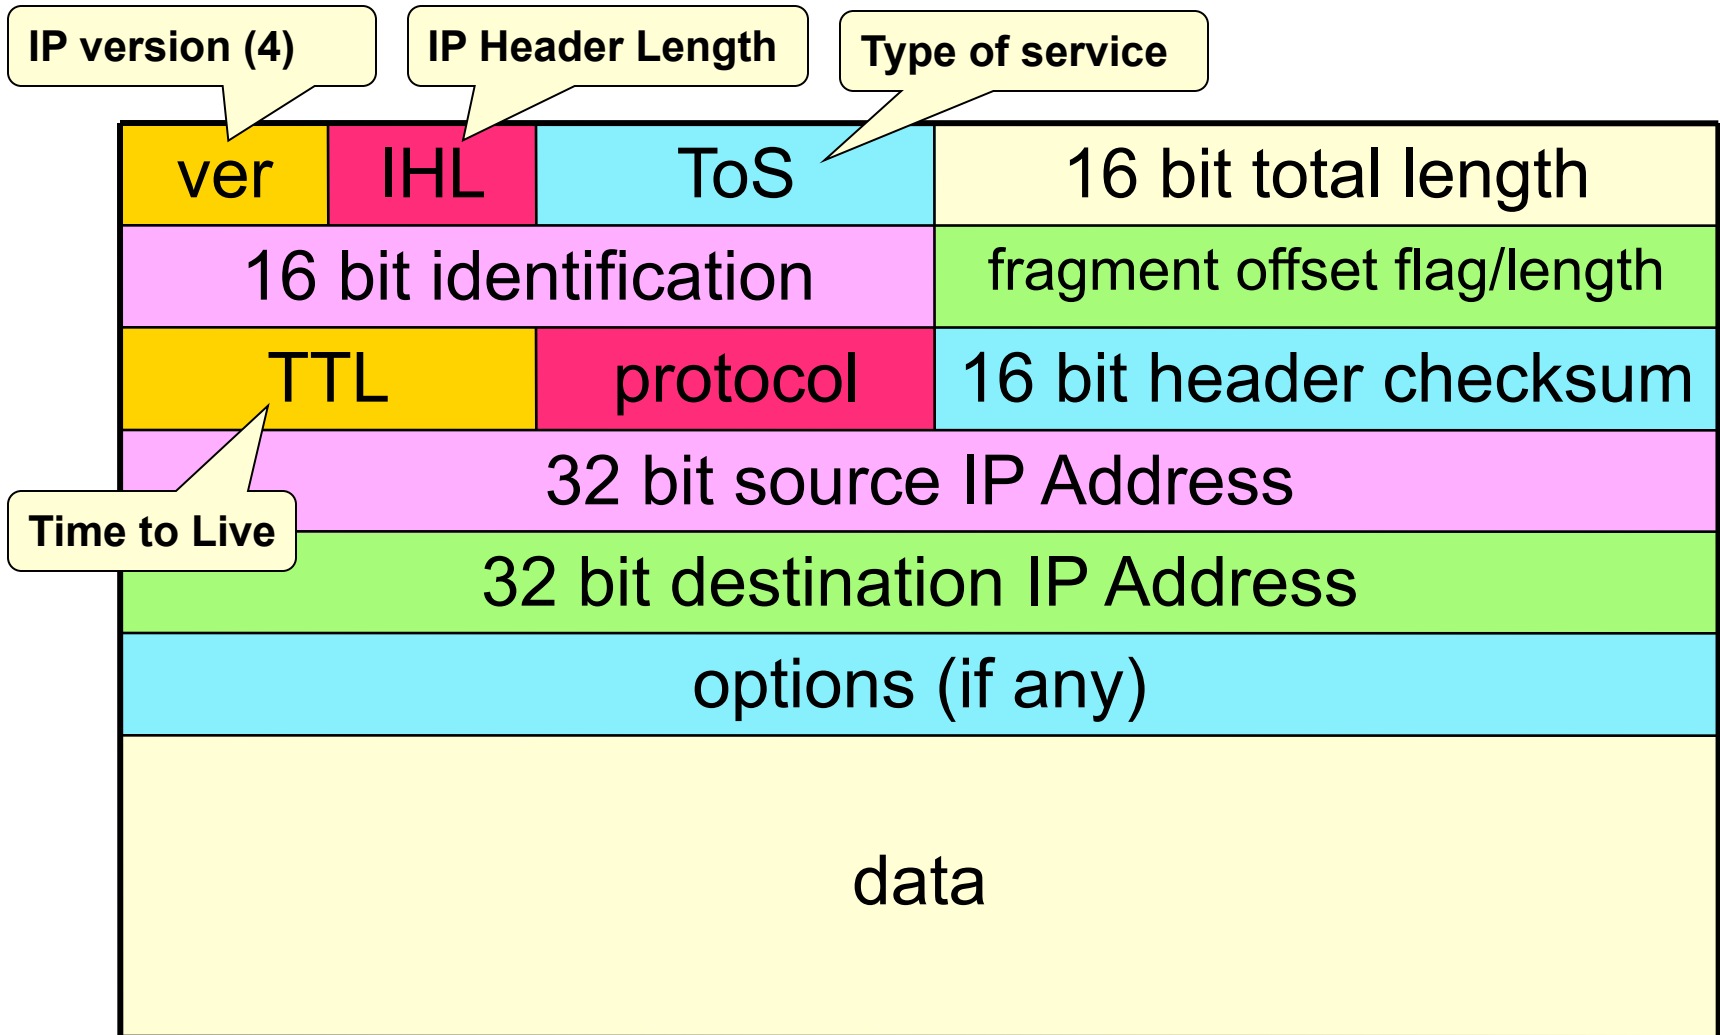 IP version (4)
IP Header Length
Type of service
ver
IHL
ToS
16 bit total length
16 bit identification
fragment offset flag/length
TTL
protocol
16 bit header checksum
32 bit source IP Address
Time to Live
32 bit destination IP Address
options (if any)
data